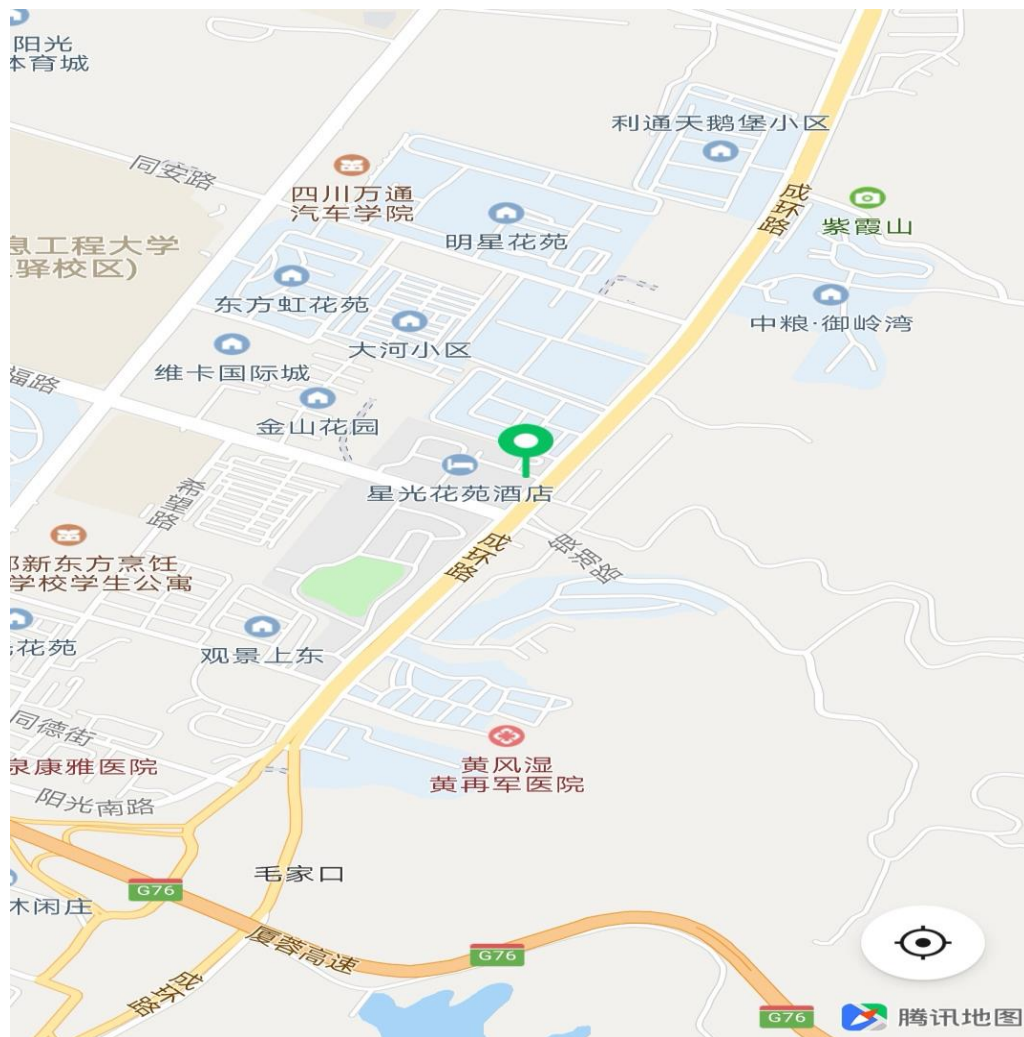 阳光
体育城
利通天鹅堡小区
同安路
四川万通
汽车学院
成环路
紫霞山
明星花苑
息工程大学
驿校区)
东方虹花苑
中粮·御岭湾
大河小区
维卡国际城
福路
金山花园
星光花苑酒店
希望路
成环路
新东方烹饪
学校学生公寓
花苑
观景上东
同德街
黄风湿
黄再军医院
泉康雅医院
阳光南路
毛家口
G76
休闲庄
厦蓉高速
G76
成环路
G76
腾讯地图